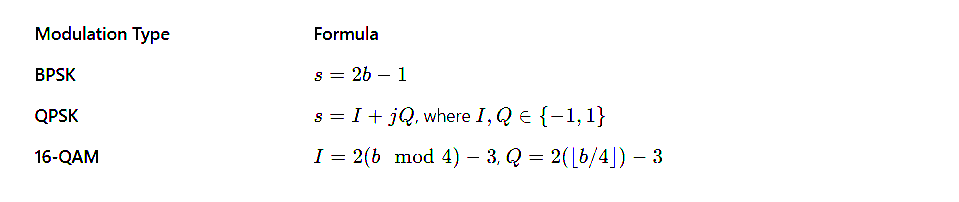 Modulation Type Formula
BPSK s = 2b − 1
QPSK s = I + jQ, where I, Q ∈ {−1, 1}
16-QAM I = 2(b mod 4) − 3, Q = 2(⌊b/4⌋) − 3